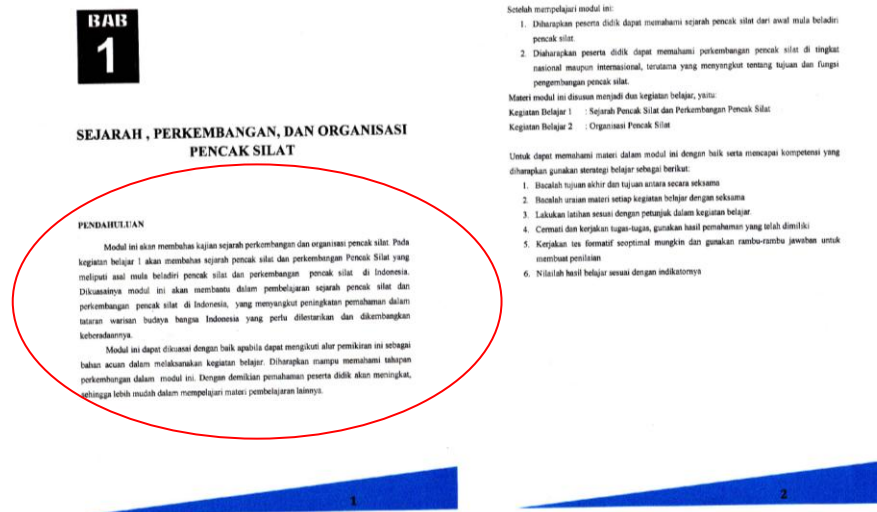 BAB
1
SEJARAH , PERKEMBANGAN, DAN ORGANISASI
PENCAK SILAT
PENDAHULUAN
Modul ini akan membahas kajian sejarah perkembangan dan organisasi pencak silat. Pada
kegiatan belajar 1 akan membahas sejarah pencak silat dan perkembangan Pencak Silat yang
meliputi asal mula beladiri pencak silat dan perkembangan pencak silat di Indonesia.
Dikuasainya modul ini akan membantu dalam pembelajaran sejarah pencak silat dan
perkembangan pencak silat di Indonesia, yang menyangkut peningkatan pemahaman dalam
tataran warisan budaya bangsa Indonesia yang perlu dilestarikan dan dikembangkan
keberadaannya.
Modul ini dapat dikuasai dengan baik apabila dapat mengikuti alur pemikiran ini sebagai
bahan acuan dalam melaksanakan kegiatan belajar. Diharapkan mampu memahami tahapan
perkembangan dalam modul ini. Dengan demikian pemahaman peserta didik akan meningkat,
sehingga lebih mudah dalam mempelajari materi pembelajaran lainnya.
1
Setelah mempelajari modul ini:
1. Diharapkan peserta didik dapat memahami sejarah pencak silat dari awal mula beladiri
pencak silat.
2. Diaharapkan peserta didik dapat memahami perkembangan pencak silat di tingkat
nasional maupun internasional, terutama yang menyangkut tentang tujuan dan fungsi
pengembangan pencak silat.
Materi modul ini disusun menjadi dua kegiatan belajar, yaitu:
Kegiatan Belajar 1 : Sejarah Pencak Silat dan Perkembangan Pencak Silat
Kegiatan Belajar 2 : Organisasi Pencak Silat
Untuk dapat memahami materi dalam modul ini dengan baik serta mencapai kompetensi yang
diharapkan gunakan sterategi belajar sebagai berikut:
1. Bacalah tujuan akhir dan tujuan antara secara seksama
2. Bacalah uraian materi setiap kegiatan belajar dengan seksama
3. Lakukan latihan sesuai dengan petunjuk dalam kegiatan belajar.
4. Cermati dan kerjakan tugas-tugas, gunakan hasil pemahaman yang telah dimiliki
5. Kerjakan tes formatif seoptimal mungkin dan gunakan rambu-rambu jawaban untuk
membuat penilaian
6. Nilailah hasil belajar sesuai dengan indikatornya
2